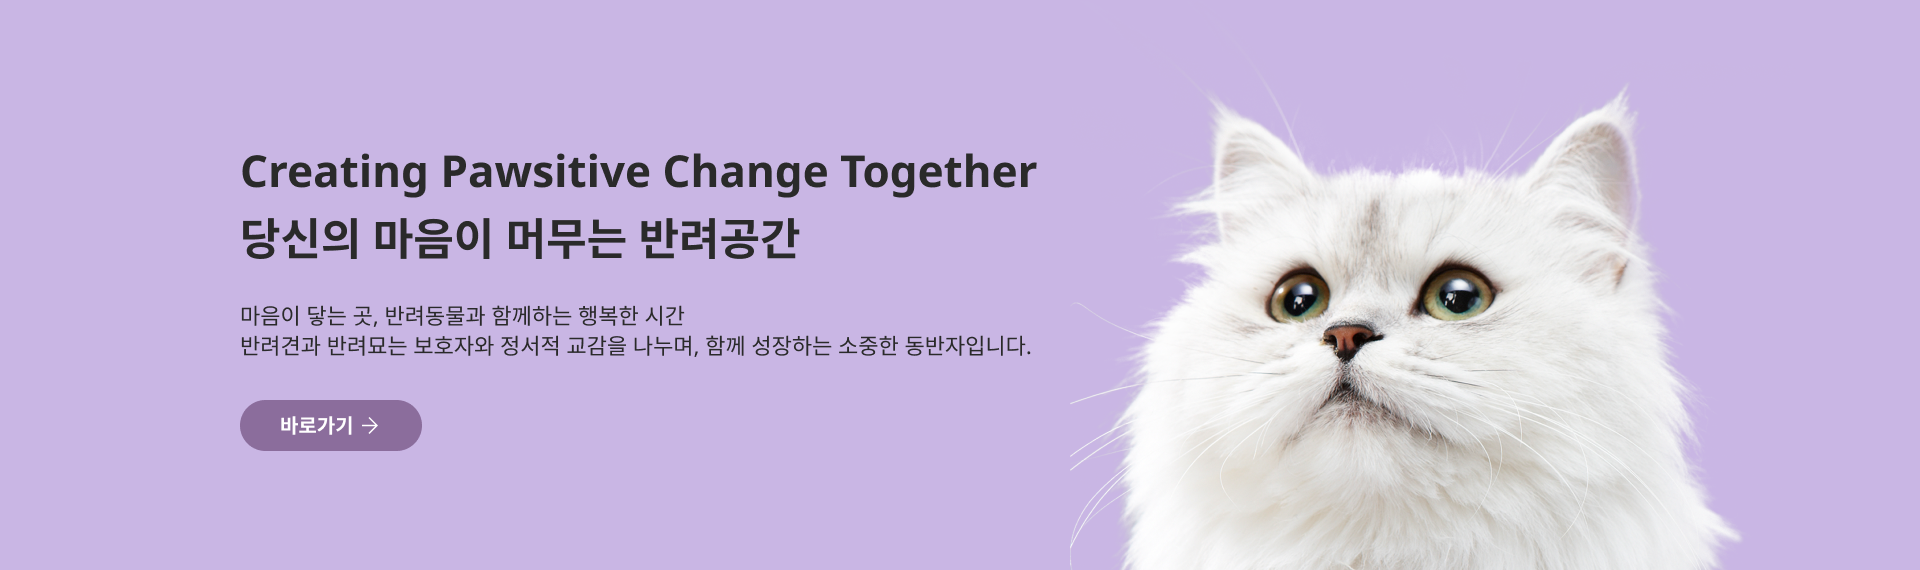 Creating Pawsitive Change Together
당신의 마음이 머무는 반려공간
마음이 닿는 곳, 반려동물과 함께하는 행복한 시간
반려견과 반려묘는 보호자와 정서적 교감을 나누며, 함께 성장하는 소중한 동반자입니다.
바로가기 →